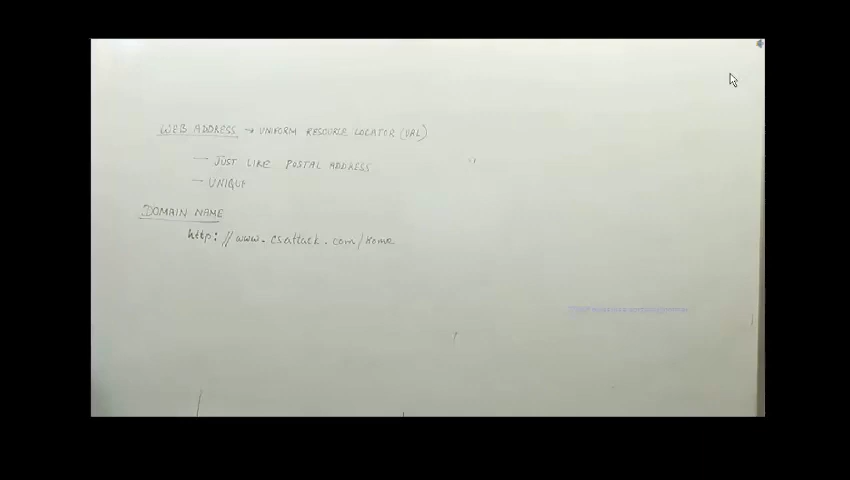 WEB ADDRESS → UNIFORM RESOURCE LOCATOR (URL)
— JUST LIKE POSTAL ADDRESS
— UNIQUE
DOMAIN NAME
http://www.csattack.com/Home